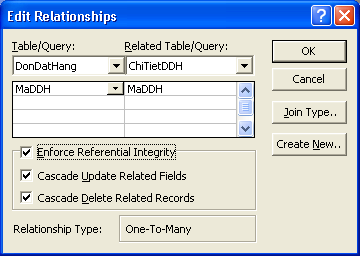 Edit Relationships
Table/Query: Related Table/Query:
DonDatHang ChiTietDDH
MaDDH MaDDH
Enforce Referential Integrity
Cascade Update Related Fields
Cascade Delete Related Records
Relationship Type: One-To-Many
OK
Cancel
Join Type..
Create New..